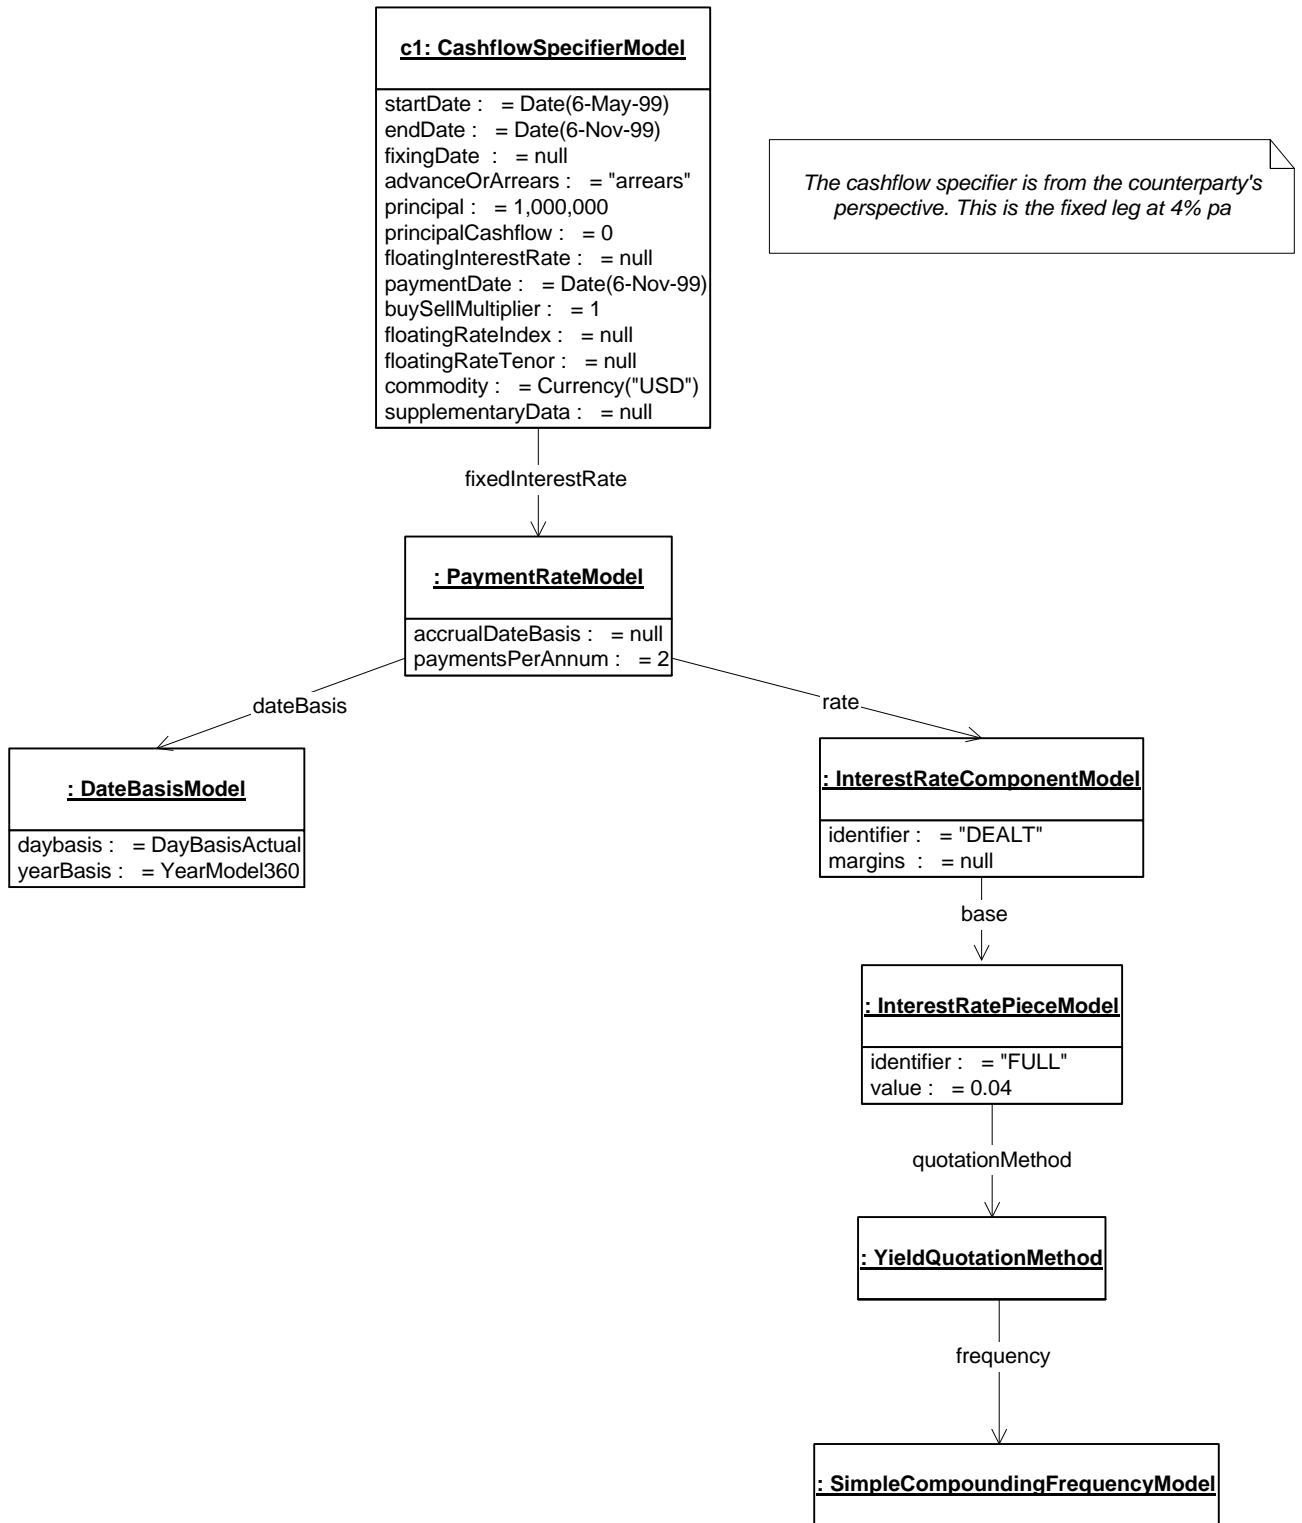 c1: CashflowSpecifierModel
startDate :   = Date(6-May-99)
endDate :   = Date(6-Nov-99)
fixingDate  :   = null
advanceOrArrears :   = "arrears"
principal :   = 1,000,000
principalCashflow :   = 0
floatingInterestRate :   = null
paymentDate :   = Date(6-Nov-99)
buySellMultiplier :   = 1
floatingRateIndex :   = null
floatingRateTenor :   = null
commodity :   = Currency("USD")
supplementaryData :   = null
The cashflow specifier is from the counterparty's
perspective. This is the fixed leg at 4% pa
fixedInterestRate
: PaymentRateModel
accrualDateBasis :   = null
paymentsPerAnnum :   = 2
dateBasis
rate
: DateBasisModel
daybasis :   = DayBasisActual
yearBasis :   = YearModel360
: InterestRateComponentModel
identifier :   = "DEALT"
margins  :   = null
base
: InterestRatePieceModel
identifier :   = "FULL"
value :   = 0.04
quotationMethod
: YieldQuotationMethod
frequency
: SimpleCompoundingFrequencyModel